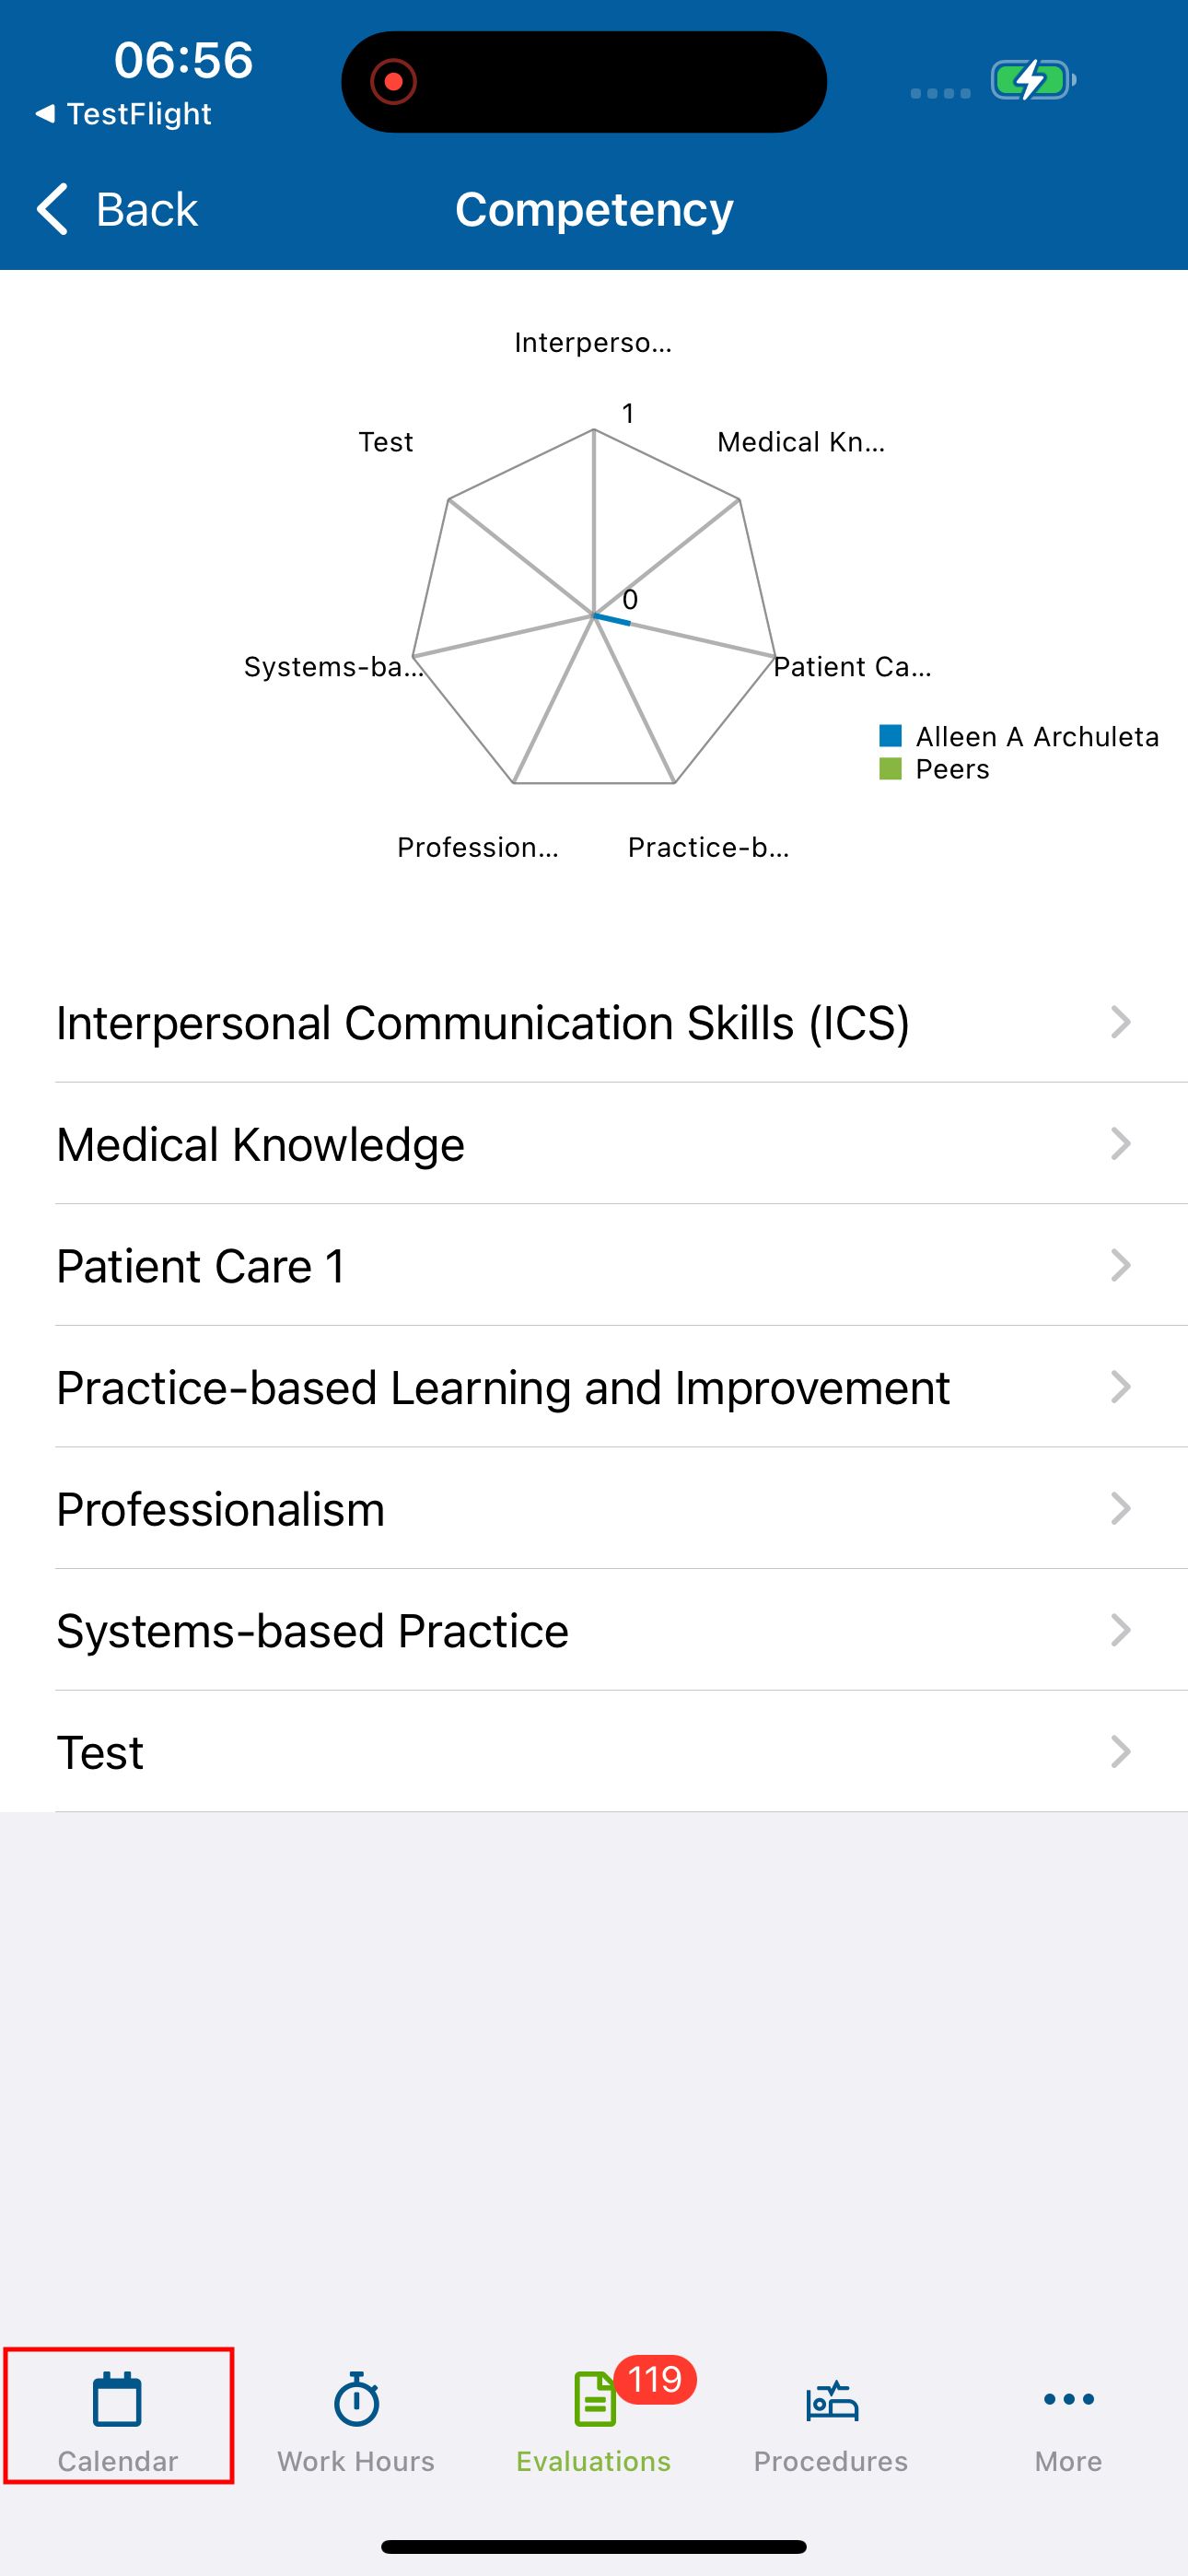 06:56
◀ TestFlight
Back
Competency
Interperso...
1
Test
Medical Kn...
0
Systems-ba...
Patient Ca...
Alleen A Archuleta
Peers
Profession...
Practice-b...
Interpersonal Communication Skills (ICS)
Medical Knowledge
Patient Care 1
Practice-based Learning and Improvement
Professionalism
Systems-based Practice
Test
119
Calendar
Work Hours
Evaluations
Procedures
More